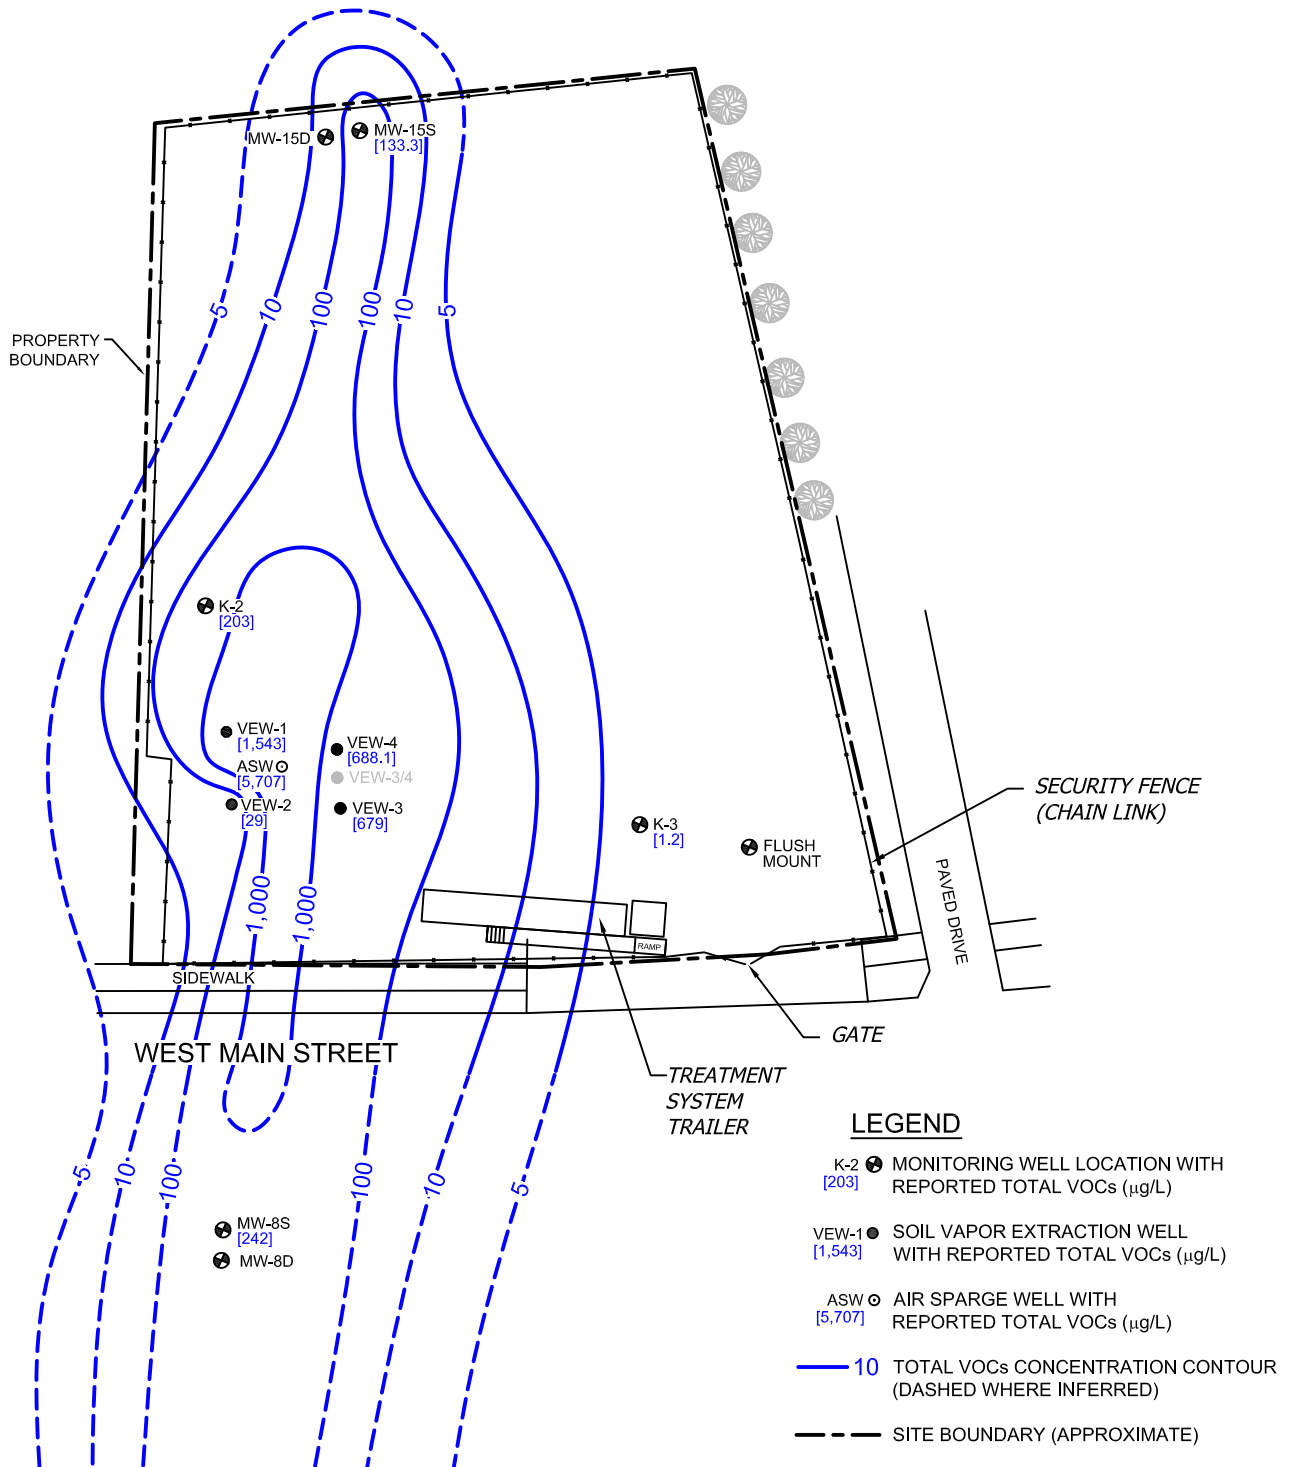 MW-15D
MW-15S
[133.3]
5
10
100
100
10
5
PROPERTY
BOUNDARY
K-2
[203]
VEW-1
[1,543]
ASW
[5,707]
VEW-2
[29]
VEW-4
[688.1]
VEW-3/4
VEW-3
[679]
K-3
[1.2]
FLUSH
MOUNT
SECURITY FENCE
(CHAIN LINK)
PAVED DRIVE
1,000
1,000
RAMP
SIDEWALK
WEST MAIN STREET
GATE
TREATMENT
SYSTEM
TRAILER
5
10
100
100
10
5
MW-8S
[242]
MW-8D
LEGEND
K-2
[203]
MONITORING WELL LOCATION WITH
REPORTED TOTAL VOCs (μg/L)
VEW-1
[1,543]
SOIL VAPOR EXTRACTION WELL
WITH REPORTED TOTAL VOCs (μg/L)
ASW
[5,707]
AIR SPARGE WELL WITH
REPORTED TOTAL VOCs (μg/L)
10
TOTAL VOCs CONCENTRATION CONTOUR
(DASHED WHERE INFERRED)
SITE BOUNDARY (APPROXIMATE)